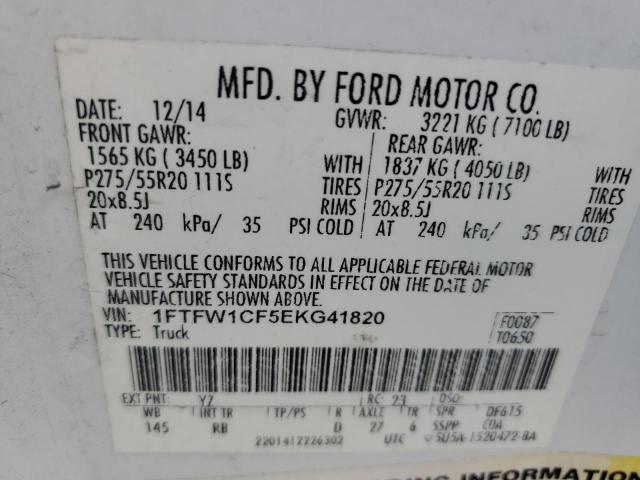 MFD. BY FORD MOTOR CO.
DATE: 12/14 GVWR: 3221 KG ( 7100 LB)
FRONT GAWR: REAR GAWR:
1565 KG ( 3450 LB) WITH 1837 KG ( 4050 LB) WITH
P275/55R20 111S TIRES P275/55R20 111S TIRES
20x8.5J RIMS 20x8.5J RIMS
AT 240 kPa/ 35 PSI COLD AT 240 kPa/ 35 PSI COLD
THIS VEHICLE CONFORMS TO ALL APPLICABLE FEDERAL MOTOR
VEHICLE SAFETY STANDARDS IN EFFECT ON THE DATE OF
MANUFACTURE SHOWN ABOVE.
VIN: 1FTFW1CF5EKG41820 F0087
TYPE: Truck T0650
EXT PNT: Y7 RC: 23 DSO:
WB INT TR TP/PS R AXLE TR SPR DF615
145 RB D 27 6 SSPP COA
2201412226302 UTC 5U5A-1520472-BA
INFORMATION